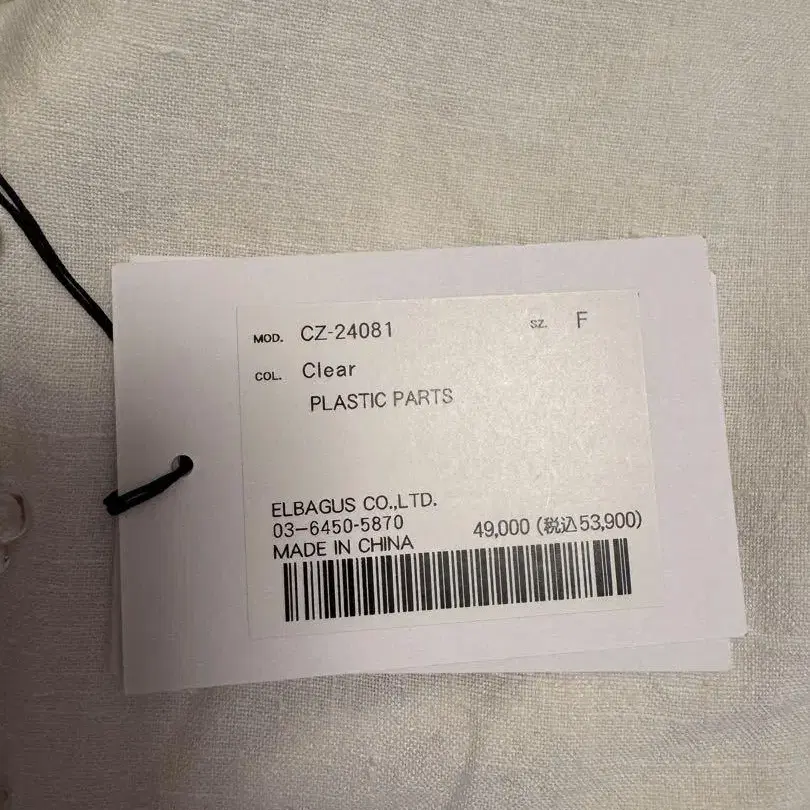 MOD. CZ-24081 SZ. F
COL. Clear
PLASTIC PARTS
ELBAGUS CO.,LTD.
03-6450-5870
49,000 (税込53,900)
MADE IN CHINA